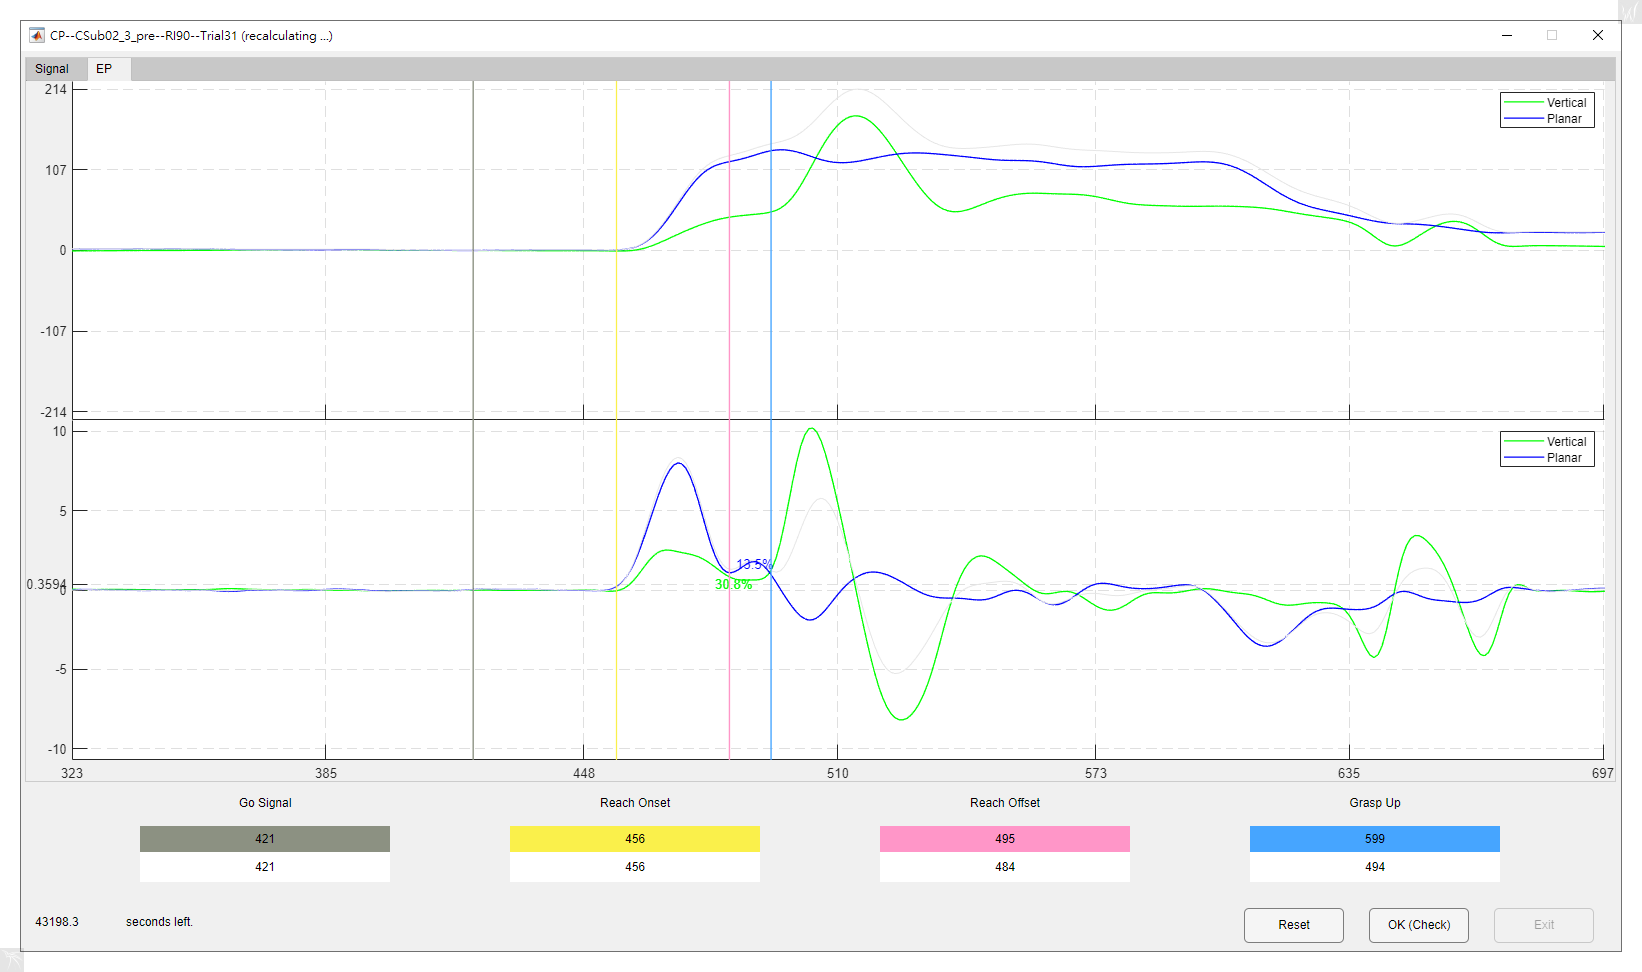 CP--CSub02_3_pre--RI90--Trial31 (recalculating ...)
Signal EP
214
107
0
-107
-214
Vertical
Planar
10
5
0.3594
0
-5
-10
Vertical
Planar
13.5%
30.8%
323 385 448 510 573 635 697
Go Signal Reach Onset Reach Offset Grasp Up
421 456 495 599
421 456 484 494
43198.3 seconds left.
Reset OK (Check) Exit